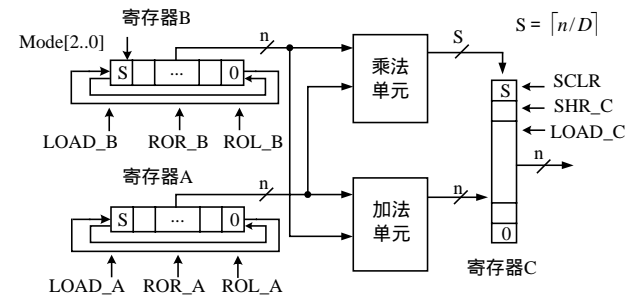 寄存器B
Mode[2..0]
n
S
...
0
LOAD_B
ROR_B
ROL_B
乘法
单元
S
S = ⌈n/D⌉
S
SCLR
SHR_C
LOAD_C
n
0
寄存器C
寄存器A
n
S
...
0
LOAD_A
ROR_A
ROL_A
加法
单元
n